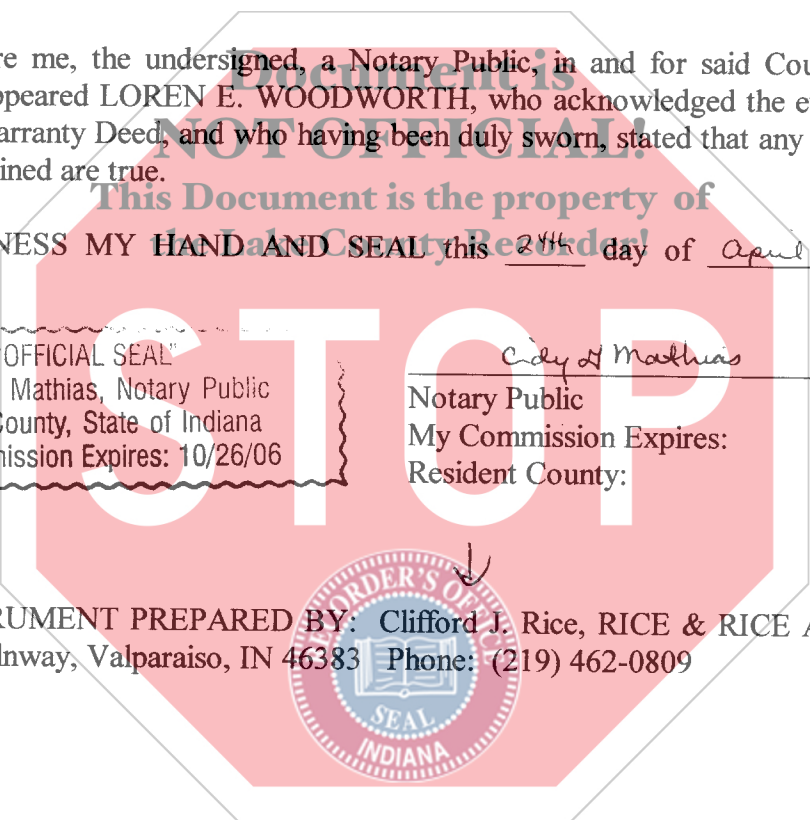 re me, the undersigned, a Notary Public, in and for said Cou
ppeared LOREN E. WOODWORTH, who acknowledged the e
arranty Deed, and who having been duly sworn, stated that any
ined are true.
Document is
NOT OFFICIAL!
This Document is the property of
the Lake County Recorder!
NESS MY HAND AND SEAL this 24th day of April
STOP
OFFICIAL SEAL"
Mathias, Notary Public
ounty, State of Indiana
ission Expires: 10/26/06
Mathias
Notary Public
My Commission Expires:
Resident County:
RUMENT PREPARED BY: Clifford J. Rice, RICE & RICE A
lnway, Valparaiso, IN 46383 Phone: (219) 462-0809
RECORDER'S OFFICE
SEAL
INDIANA